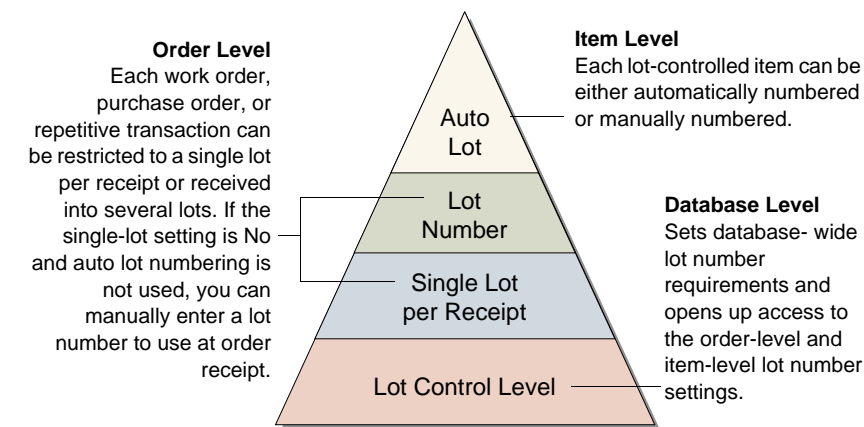 Order Level
Each work order,
purchase order, or
repetitive transaction can
be restricted to a single lot
per receipt or received
into several lots. If the
single-lot setting is No
and auto lot numbering is
not used, you can
manually enter a lot
number to use at order
receipt.
Auto
Lot
Lot
Number
Single Lot
per Receipt
Lot Control Level
Item Level
Each lot-controlled item can be
either automatically numbered
or manually numbered.
Database Level
Sets database- wide
lot number
requirements and
opens up access to
the order-level and
item-level lot number
settings.